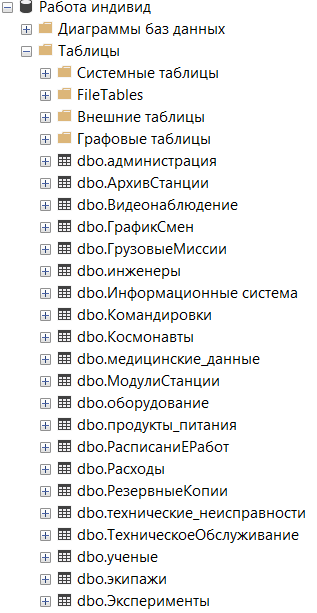 Работа индивид
Диаграммы баз данных
Таблицы
Системные таблицы
FileTables
Внешние таблицы
Графовые таблицы
dbo.администрация
dbo.АрхивСтанции
dbo.Видеонаблюдение
dbo.ГрафикСмен
dbo.ГрузовыеМиссии
dbo.инженеры
dbo.Информационные система
dbo.Командировки
dbo.Космонавты
dbo.медицинские_данные
dbo.МодулиСтанции
dbo.оборудование
dbo.продукты_питания
dbo.РасписаниЕРабот
dbo.Расходы
dbo.РезервныеКопии
dbo.технические_неисправности
dbo.ТехническоеОбслуживание
dbo.ученые
dbo.экипажи
dbo.Эксперименты